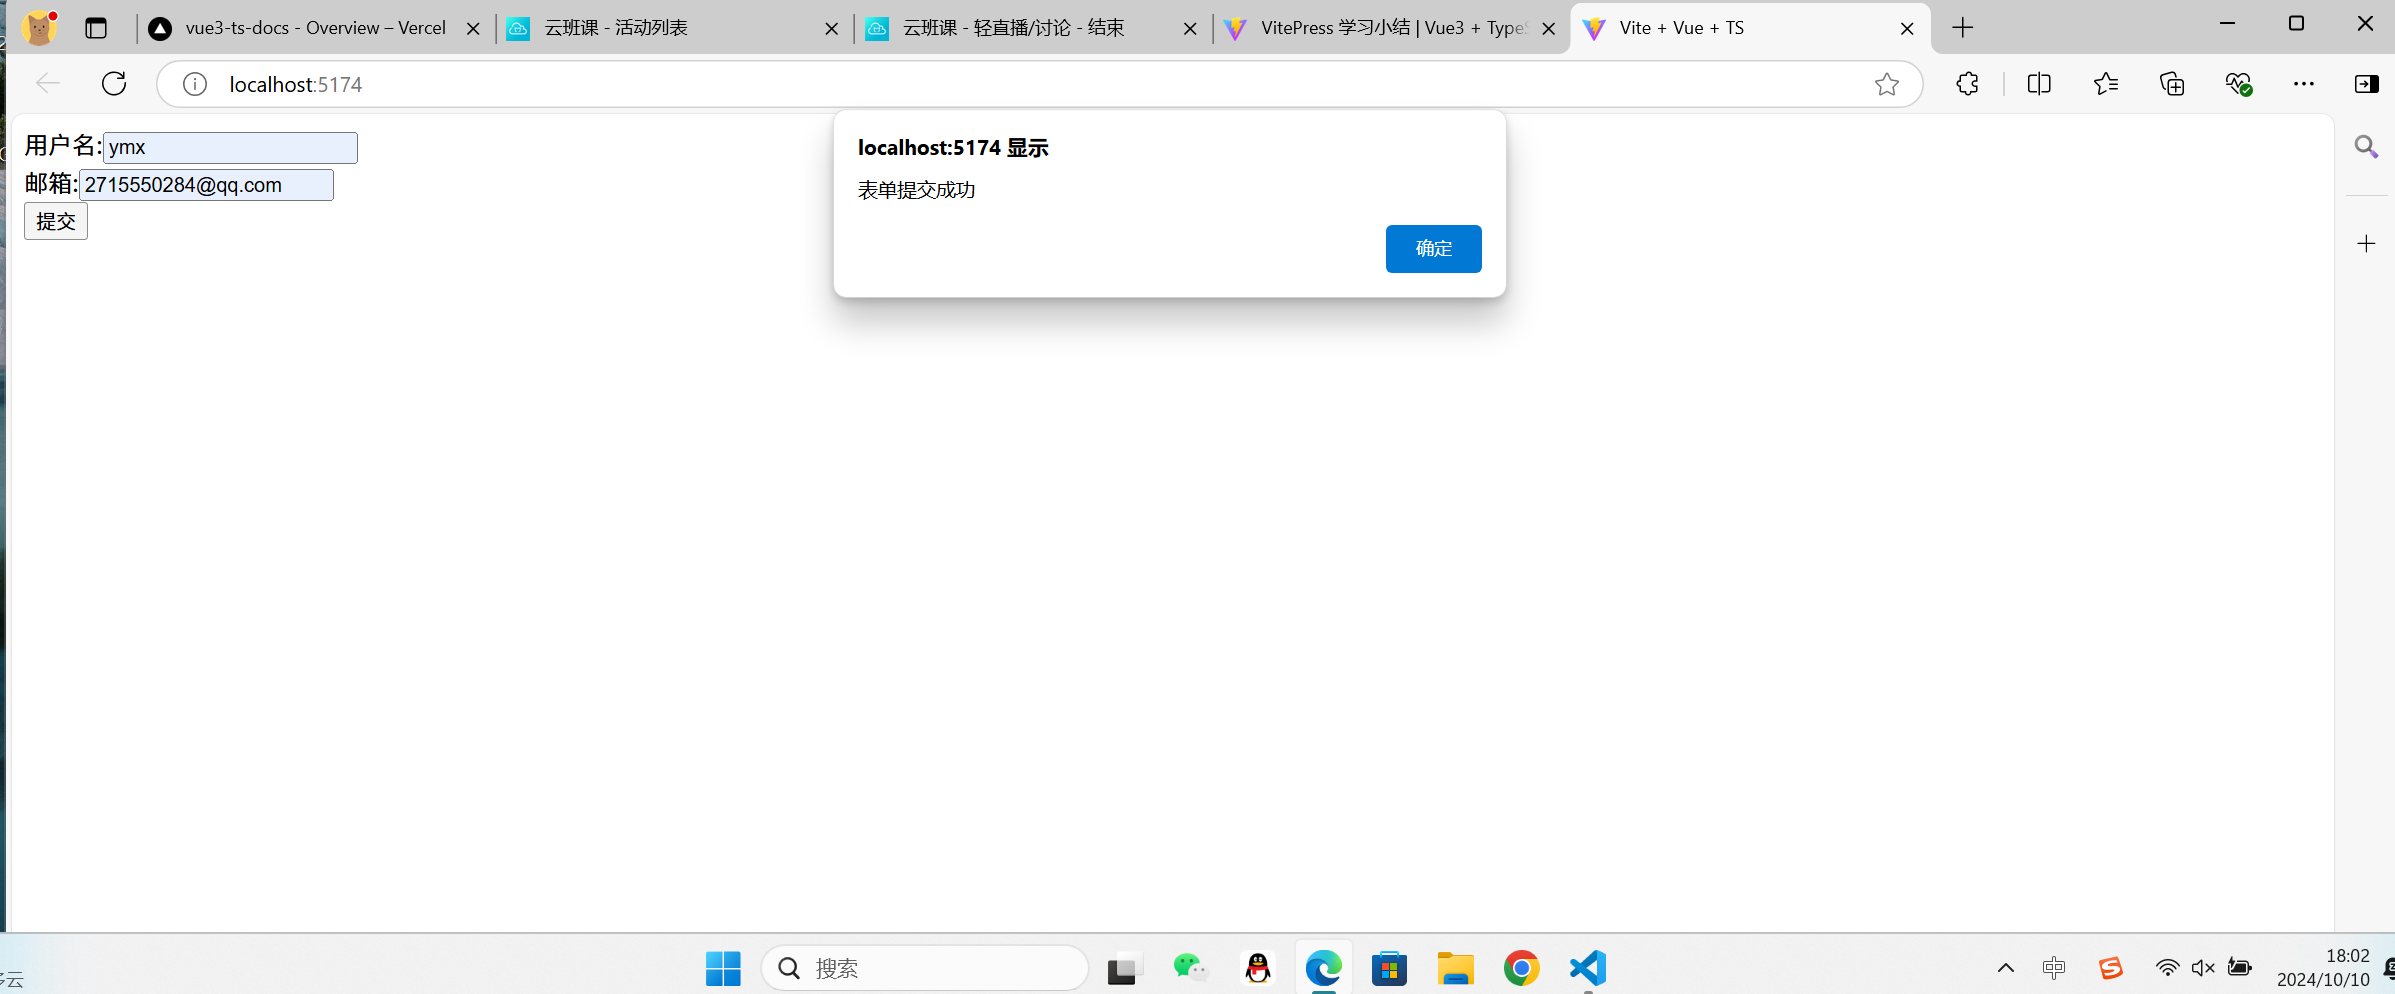 vue3-ts-docs - Overview – Vercel
云班课 - 活动列表
云班课 - 轻直播/讨论 - 结束
VitePress 学习小结 | Vue3 + Type
Vite + Vue + TS
localhost:5174
用户名:ymx
邮箱:2715550284@qq.com
提交
localhost:5174 显示
表单提交成功
确定
多云
搜索
中
18:02
2024/10/10